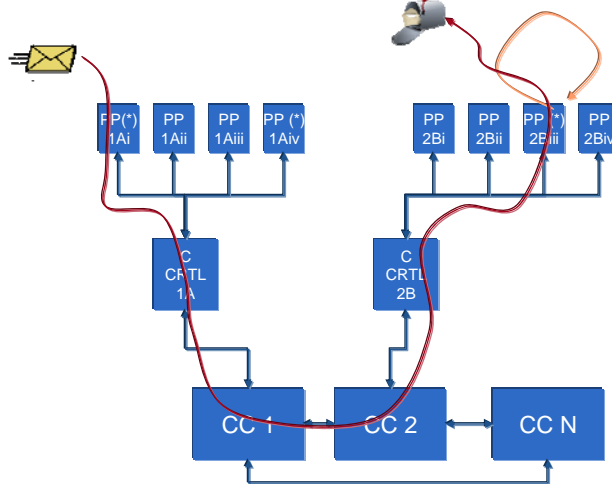 PP(*)
1Ai
PP
1Aii
PP
1Aiii
PP (*)
1Aiv
PP
2Bi
PP
2Bii
PP (*)
2Biii
PP
2Biv
C
CRTL
1A
C
CRTL
2B
CC 1
CC 2
CC N